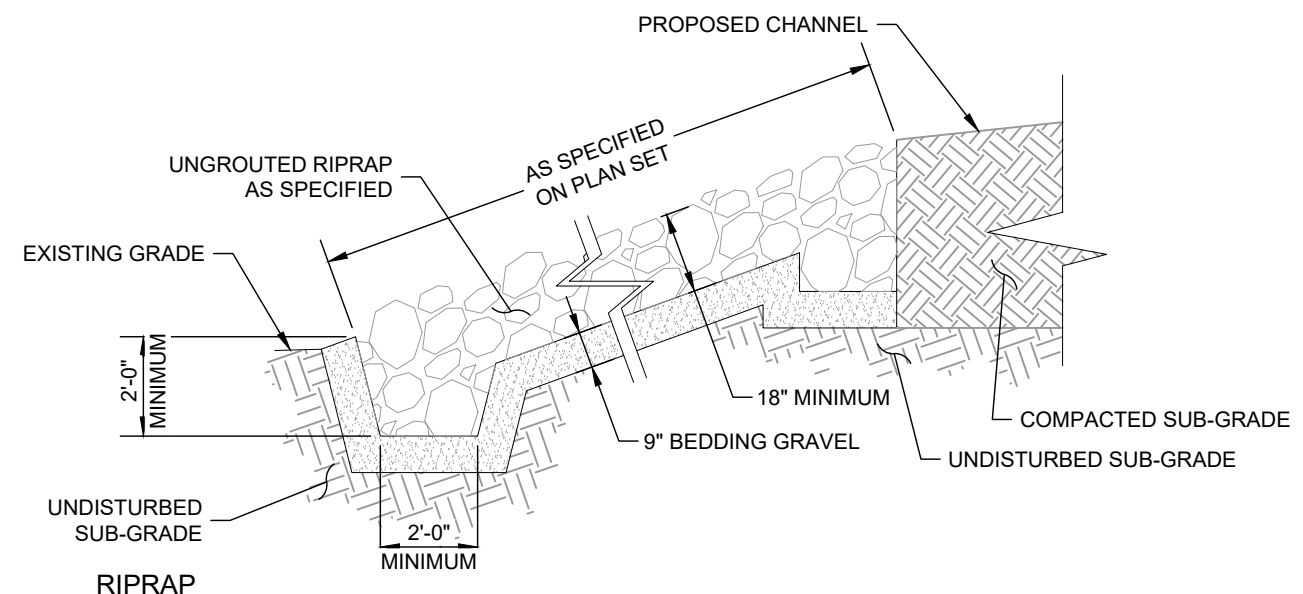 PROPOSED CHANNEL
AS SPECIFIED
ON PLAN SET
UNGROUTED RIPRAP
AS SPECIFIED
EXISTING GRADE
2'-0"
MINIMUM
18" MINIMUM
COMPACTED SUB-GRADE
9" BEDDING GRAVEL
UNDISTURBED SUB-GRADE
UNDISTURBED
SUB-GRADE
2'-0"
MINIMUM
RIPRAP